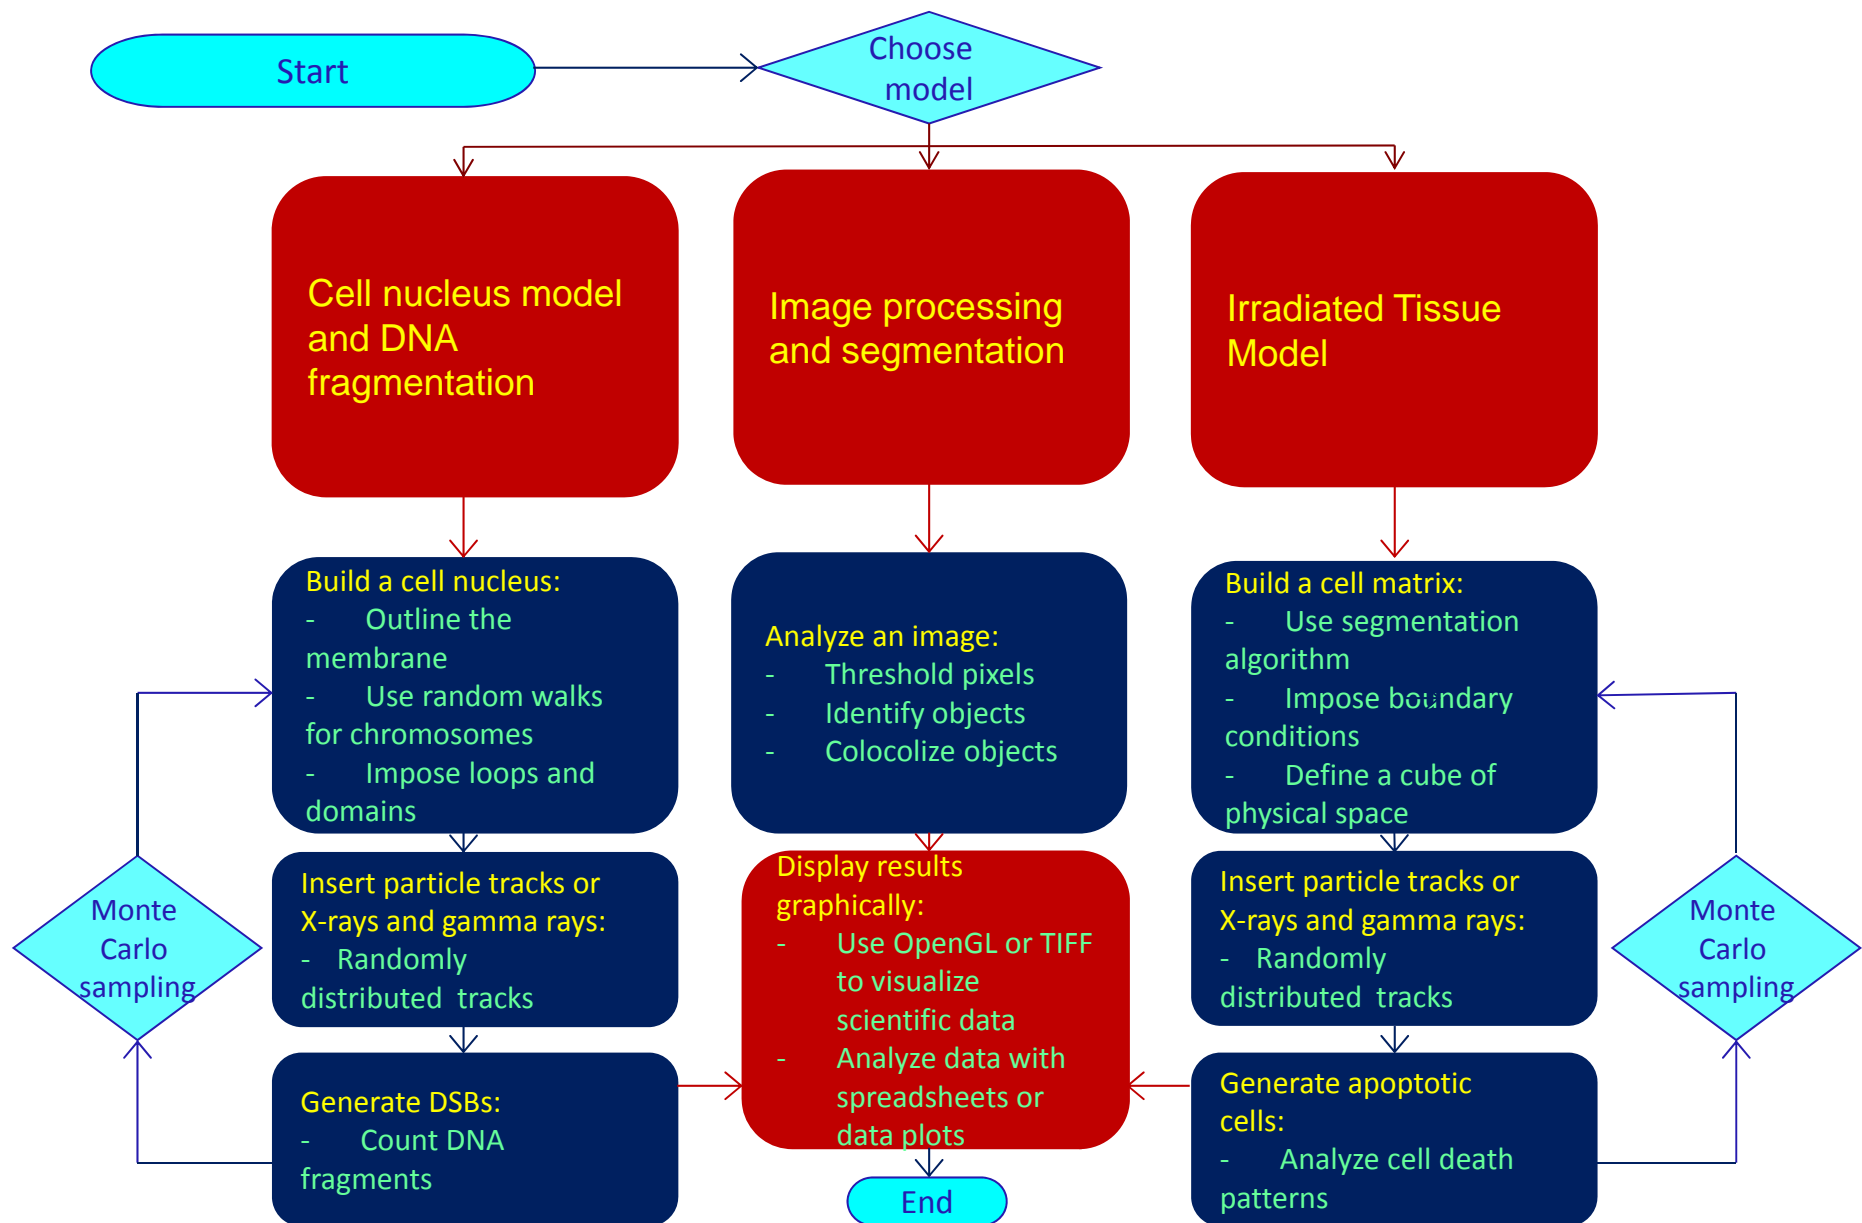 Start
Choose
model
Cell nucleus model
and DNA
fragmentation
Image processing
and segmentation
Irradiated Tissue
Model
Build a cell nucleus:
- Outline the
membrane
- Use random walks
for chromosomes
- Impose loops and
domains
Analyze an image:
- Threshold pixels
- Identify objects
- Colocolize objects
Build a cell matrix:
- Use segmentation
algorithm
- Impose boundary
conditions
- Define a cube of
physical space
Monte
Carlo
sampling
Insert particle tracks or
X-rays and gamma rays:
- Randomly
distributed tracks
Display results
graphically:
- Use OpenGL or TIFF
to visualize
scientific data
- Analyze data with
spreadsheets or
data plots
Insert particle tracks or
X-rays and gamma rays:
- Randomly
distributed tracks
Monte
Carlo
sampling
Generate DSBs:
- Count DNA
fragments
Generate apoptotic
cells:
- Analyze cell death
patterns
End